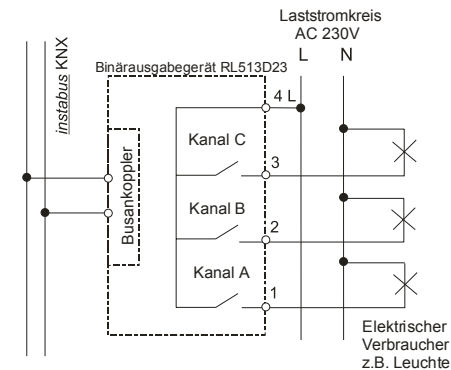 Laststromkreis
AC 230V
L N
instabus KNX
Binärausgabegerät RL513D23
4 L
Kanal C
3
Busankoppler
Kanal B
2
Kanal A
1
Elektrischer
Verbraucher
z.B. Leuchte